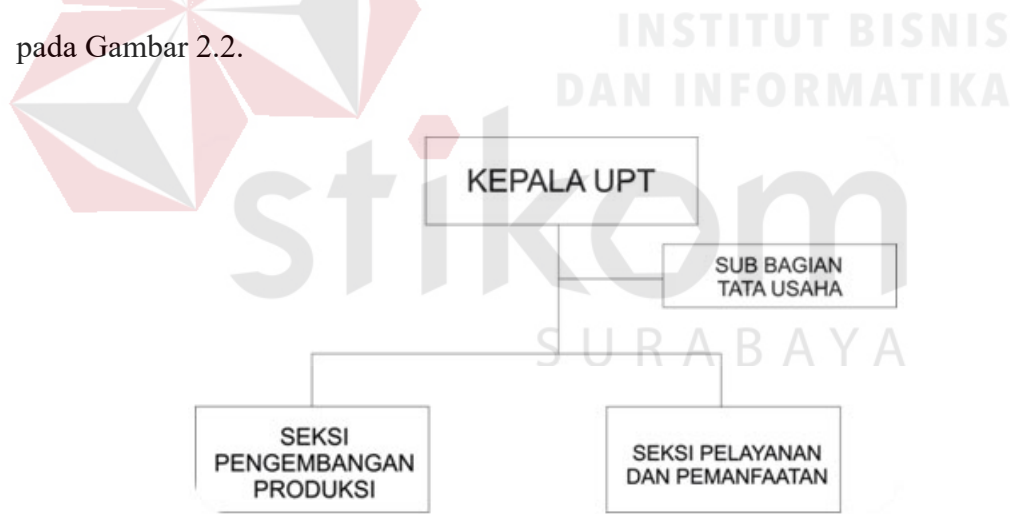 INSTITUT BISNIS
pada Gambar 2.2.
DAN INFORMATIKA
stikom
KEPALA UPT
SUB BAGIAN
TATA USAHA
SURABAYA
SEKSI
PENGEMBANGAN
PRODUKSI
SEKSI PELAYANAN
DAN PEMANFAATAN